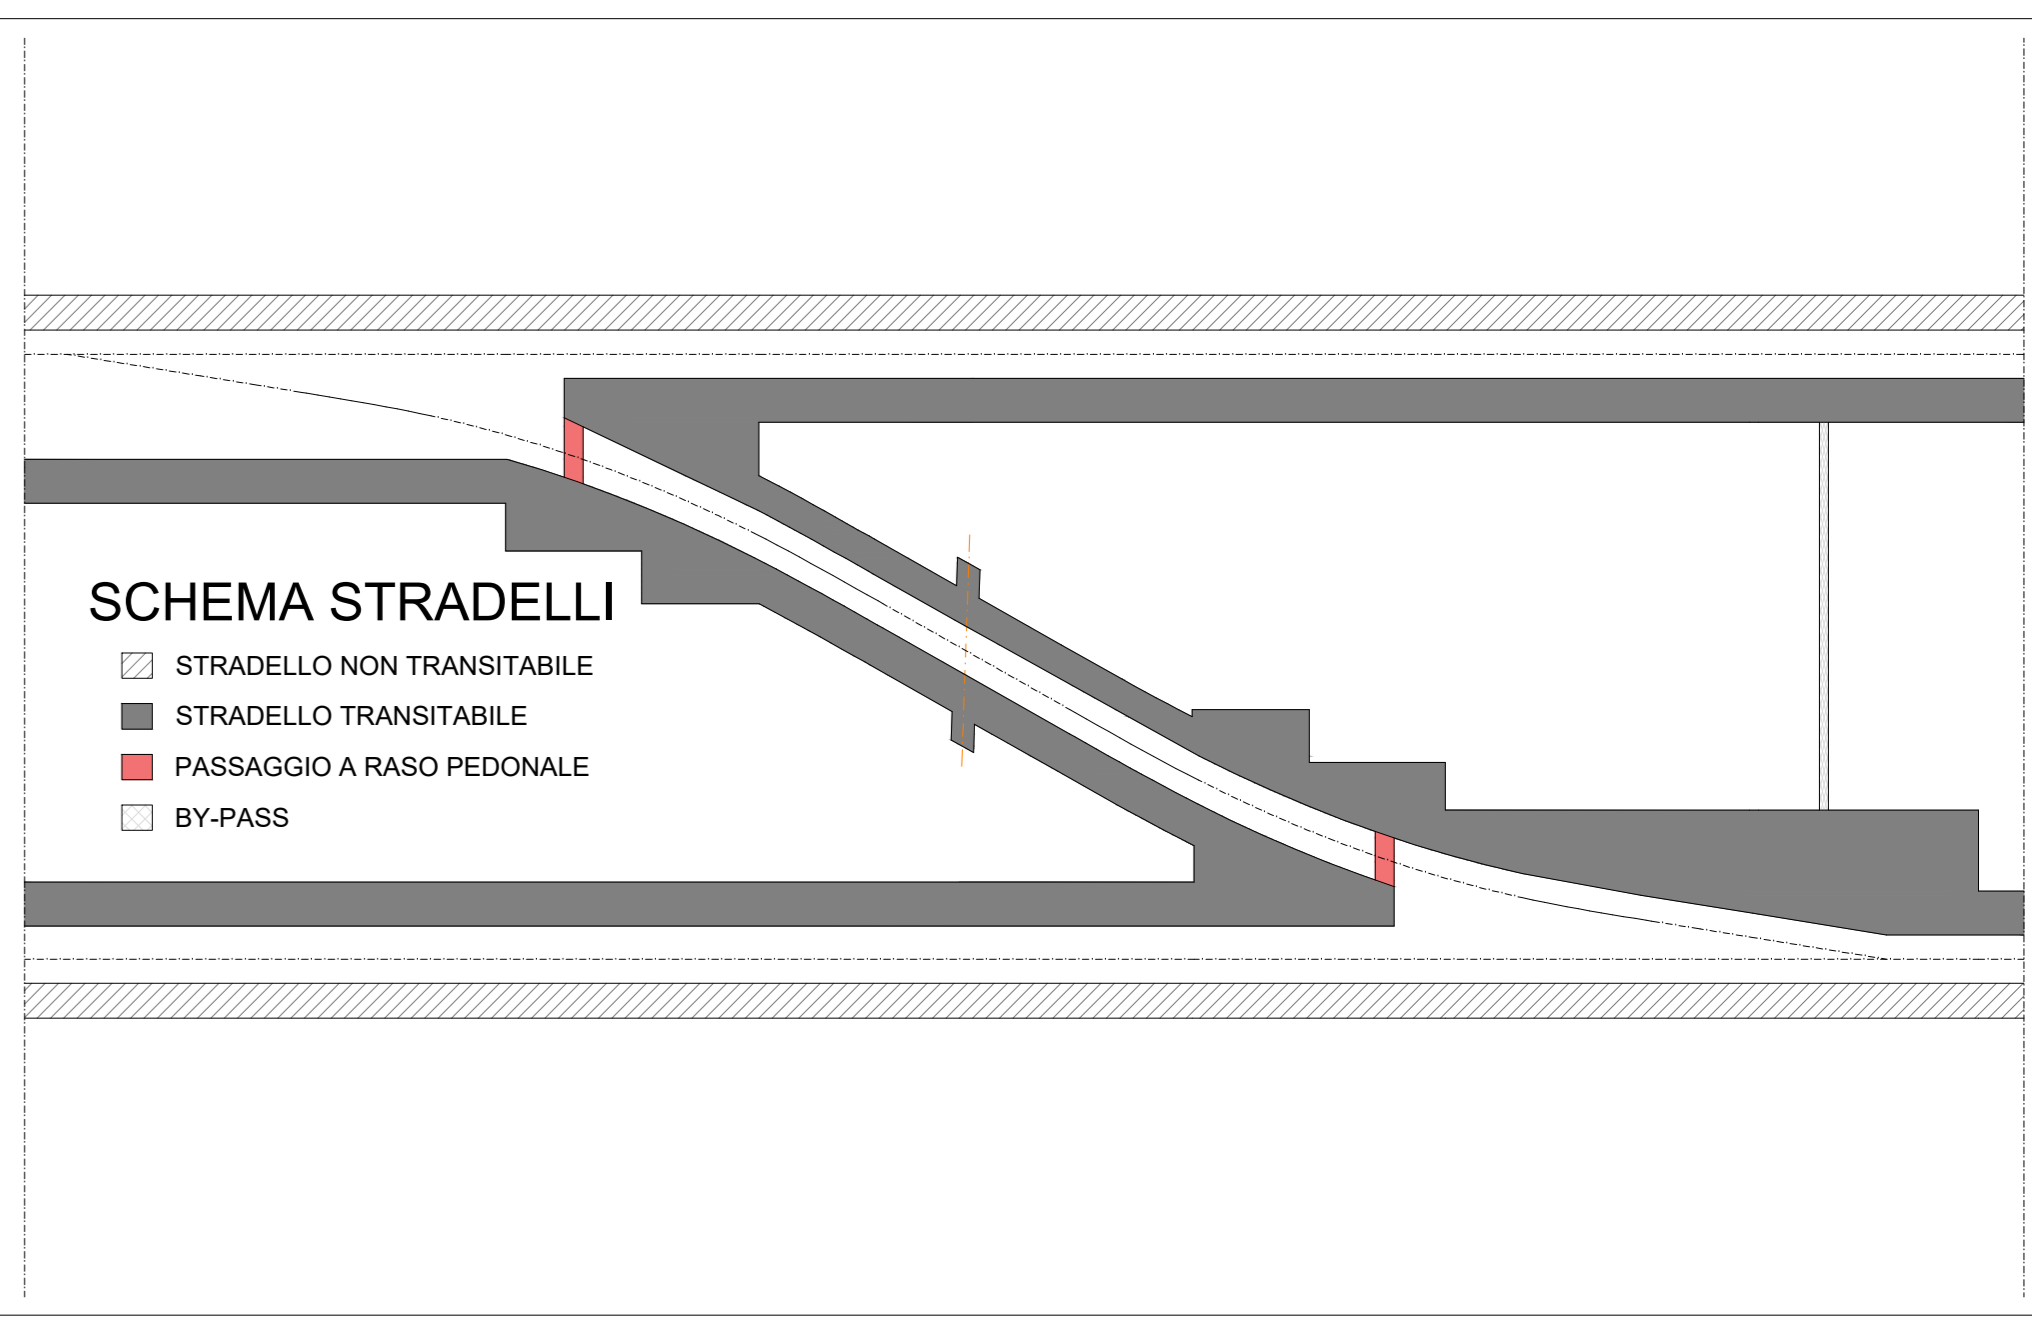 SCHEMA STRADELLI
STRADELLO NON TRANSITABILE
STRADELLO TRANSITABILE
PASSAGGIO A RASO PEDONALE
BY-PASS